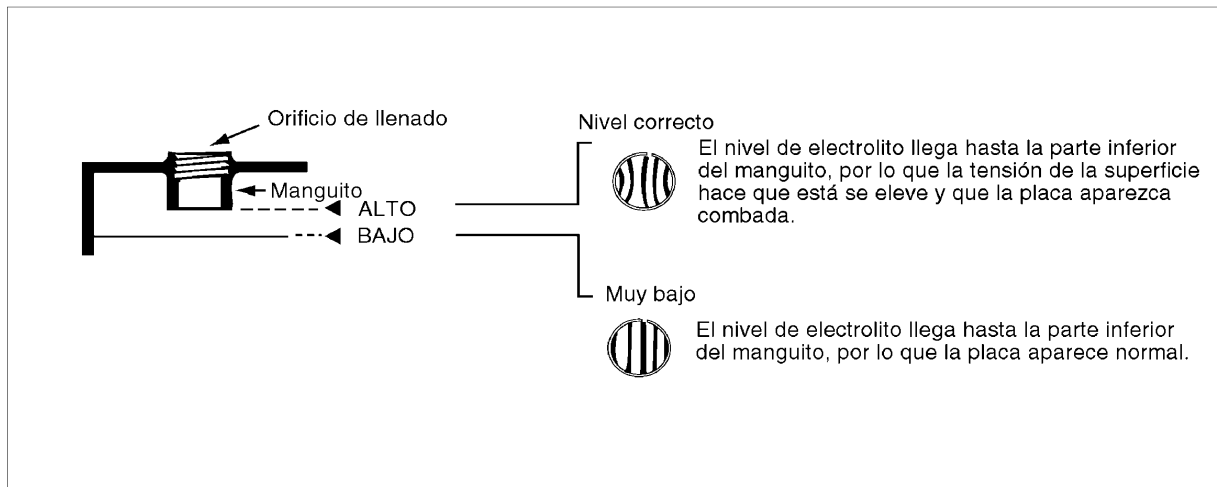 Orificio de llenado
Manguito
ALTO
BAJO
Nivel correcto
El nivel de electrolito llega hasta la parte inferior
del manguito, por lo que la tensión de la superficie
hace que está se eleve y que la placa aparezca
combada.
Muy bajo
El nivel de electrolito llega hasta la parte inferior
del manguito, por lo que la placa aparece normal.